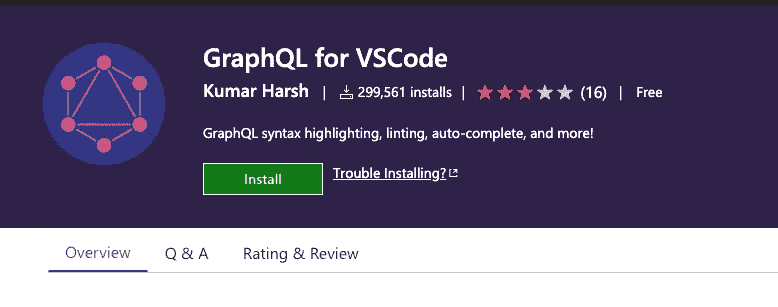 GraphQL for VSCode
Kumar Harsh | 299,561 installs | (16) | Free
GraphQL syntax highlighting, linting, auto-complete, and more!
Install Trouble Installing?
Overview Q & A Rating & Review